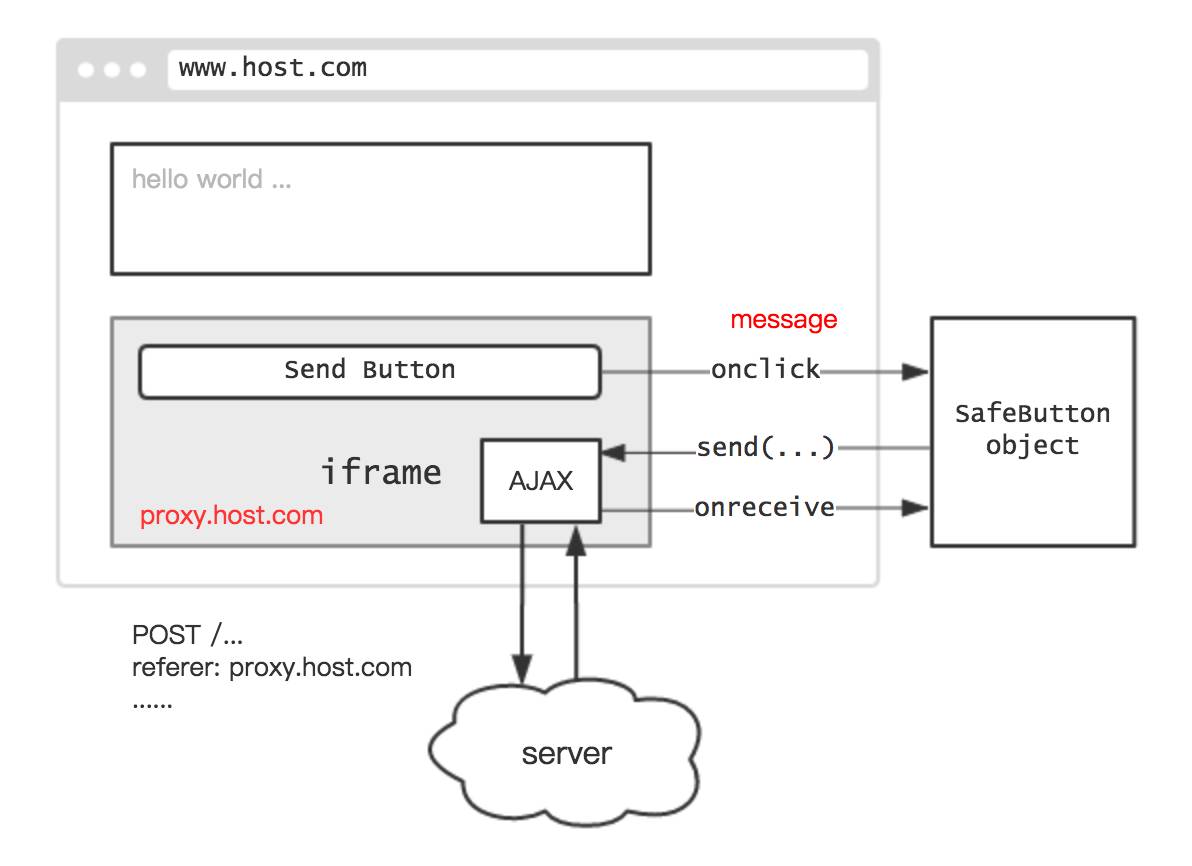 www.host.com
hello world ...
message
Send Button
onclick
SafeButton
object
send(...)
iframe
AJAX
onreceive
proxy.host.com
POST /...
referer: proxy.host.com
......
server